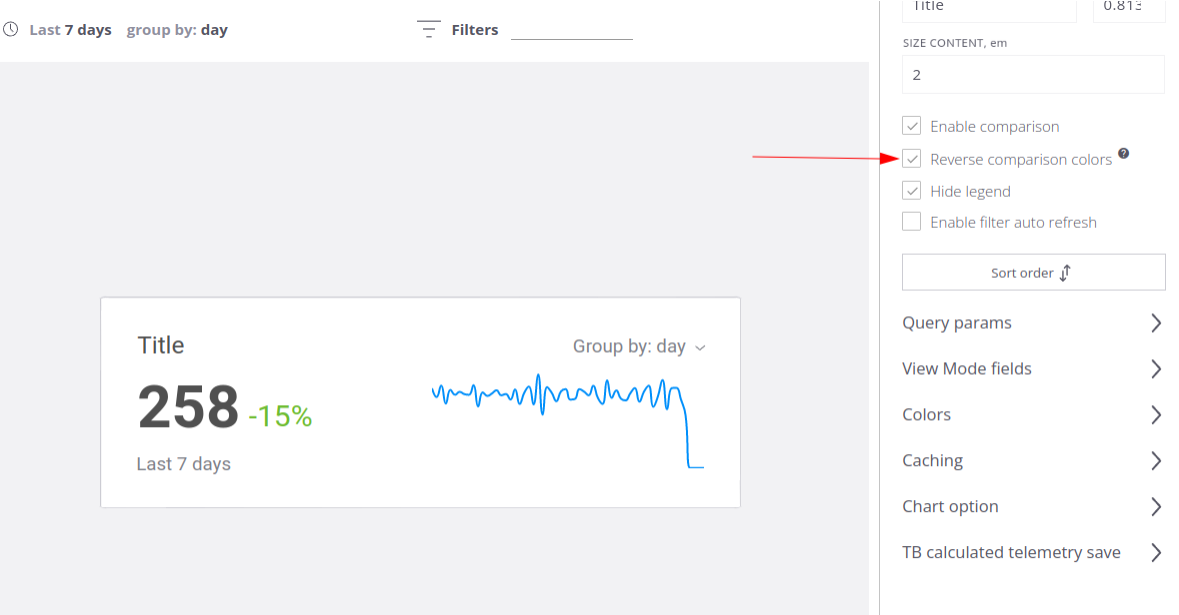 Last 7 days group by: day
Filters
Title
Group by: day
258 -15%
Last 7 days
Title
SIZE CONTENT, em
2
Enable comparison
Reverse comparison colors ?
Hide legend
Enable filter auto refresh
Sort order
Query params
View Mode fields
Colors
Caching
Chart option
TB calculated telemetry save